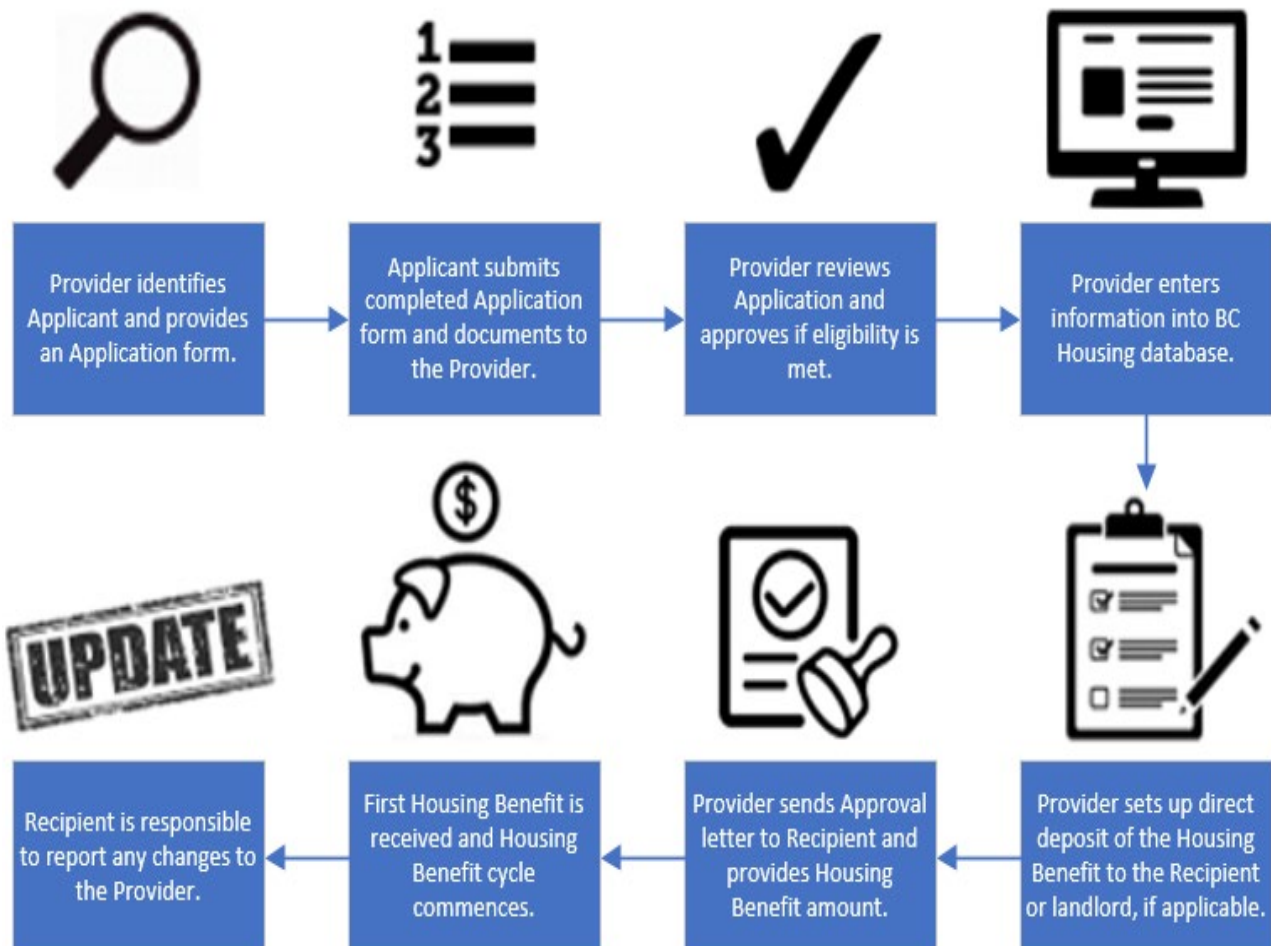 1
2
3
Provider identifies
Applicant and provides
an Application form.
Applicant submits
completed Application
form and documents to
the Provider.
Provider reviews
Application and
approves if eligibility is
met.
Provider enters
information into BC
Housing database.
$
UPDATE
Provider sets up direct
deposit of the Housing
Benefit to the Recipient
or landlord, if applicable.
Provider sends Approval
letter to Recipient and
provides Housing
Benefit amount.
First Housing Benefit is
received and Housing
Benefit cycle
commences.
Recipient is responsible
to report any changes to
the Provider.